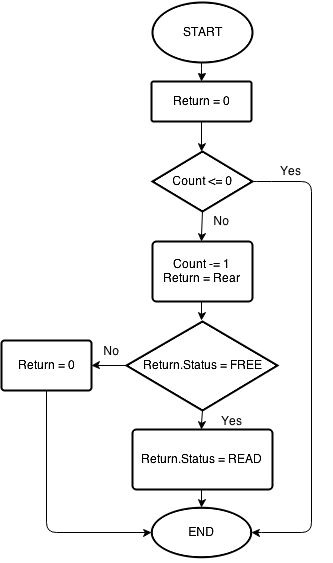 START
Return = 0
Count <= 0
Yes
No
Count -= 1
Return = Rear
Return.Status = FREE
No
Return = 0
Yes
Return.Status = READ
END